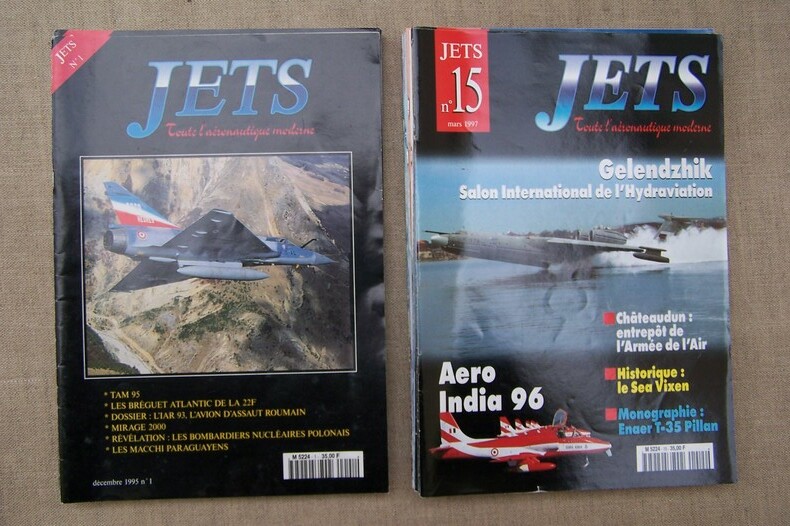 JETS
N° 1
JETS
Toute l'aéronautique moderne
* TAM 95
* LES BRÉGUET ATLANTIC DE LA 22F
* DOSSIER : L'IAR 93, L'AVION D'ASSAUT ROUMAIN
* MIRAGE 2000
* RÉVÉLATION : LES BOMBARDIERS NUCLÉAIRES POLONAIS
* LES MACCHI PARAGUAYENS
M 5224 - 1 - 35,00 F
décembre 1995 n° 1
JETS
n° 15
mars 1997
JETS
Toute l'aéronautique moderne
Gelendzhik
Salon International de l'Hydraviation
Châteaudun :
entrepôt de
l'Armée de l'Air
Historique :
le Sea Vixen
Monographie :
Enaer T-35 Pillan
Aero
India 96
M 5224 - 15 - 35,00 F